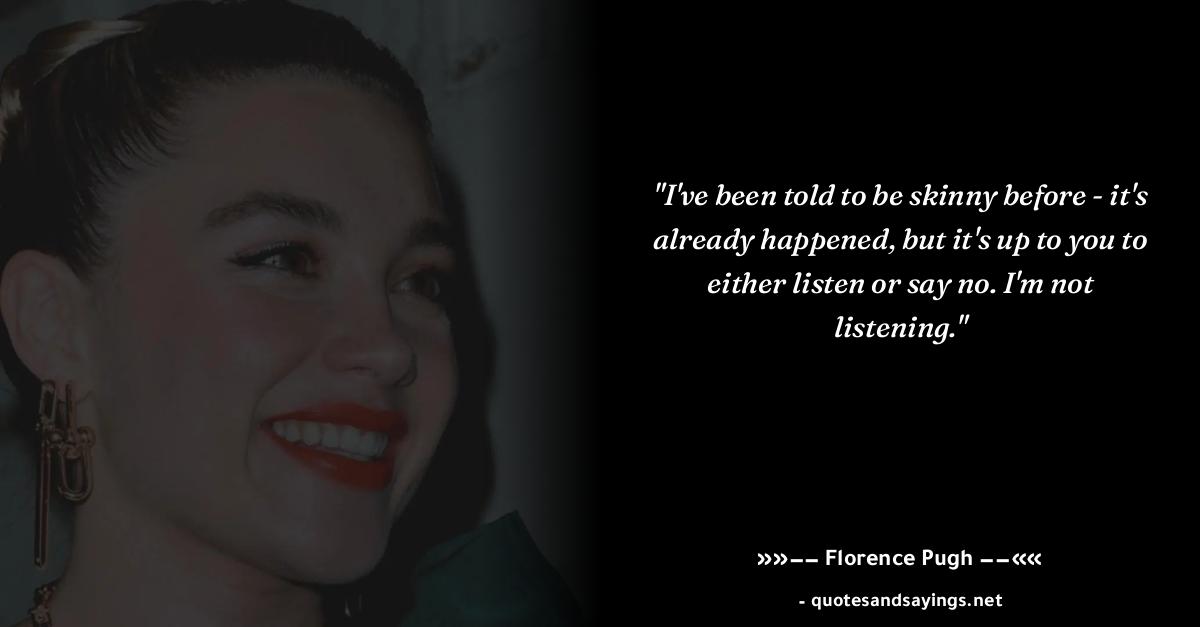 "I've been told to be skinny before - it's
already happened, but it's up to you to
either listen or say no. I'm not
listening."
»»−− Florence Pugh −−««
- quotesandsayings.net